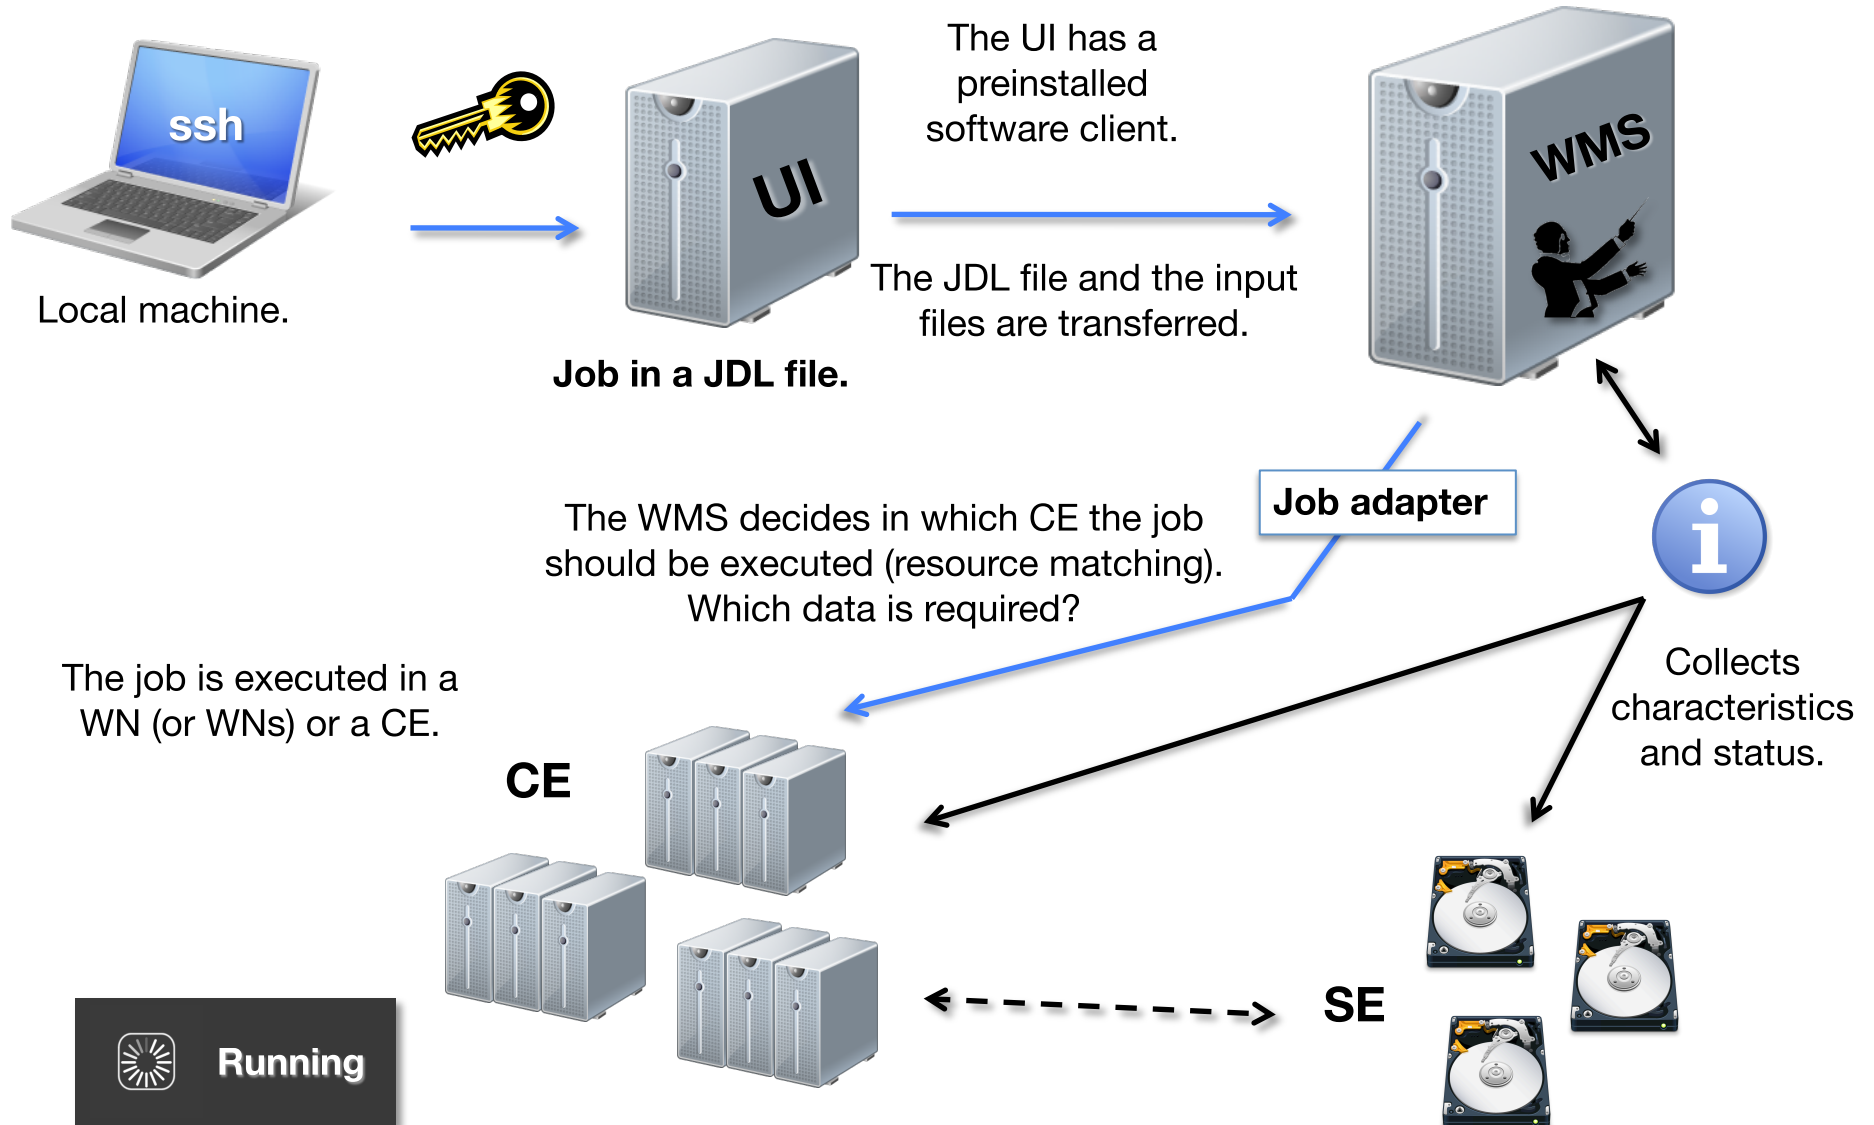 ssh
Local machine.
UI
Job in a JDL file.
The UI has a
preinstalled
software client.
The JDL file and the input
files are transferred.
WMS
Job adapter
i
The WMS decides in which CE the job
should be executed (resource matching).
Which data is required?
Collects
characteristics
and status.
The job is executed in a
WN (or WNs) or a CE.
CE
SE
Running